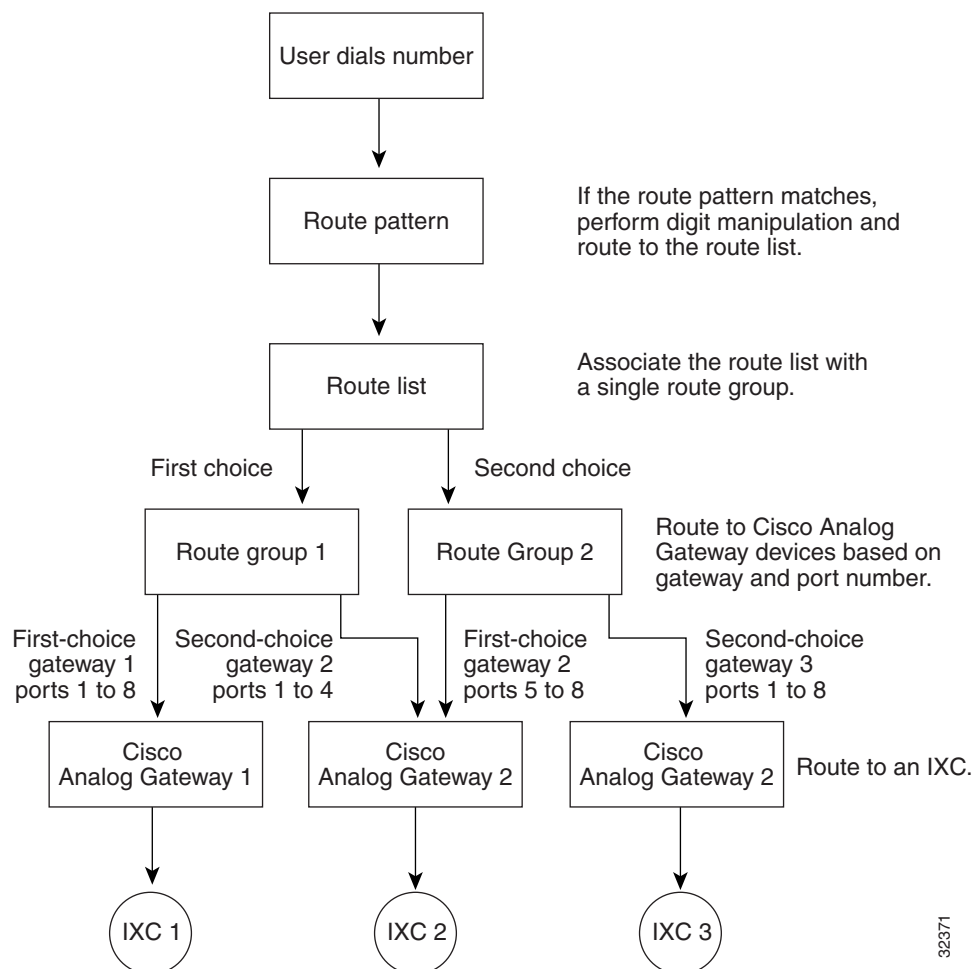 User dials number
Route pattern
If the route pattern matches,
perform digit manipulation and
route to the route list.
Route list
Associate the route list with
a single route group.
First choice
Second choice
Route group 1
Route Group 2
Route to Cisco Analog
Gateway devices based on
gateway and port number.
First-choice
gateway 1
ports 1 to 8
Second-choice
gateway 2
ports 1 to 4
First-choice
gateway 2
ports 5 to 8
Second-choice
gateway 3
ports 1 to 8
Cisco
Analog Gateway 1
Cisco
Analog Gateway 2
Cisco
Analog Gateway 2
Route to an IXC.
IXC 1
IXC 2
IXC 3
32371